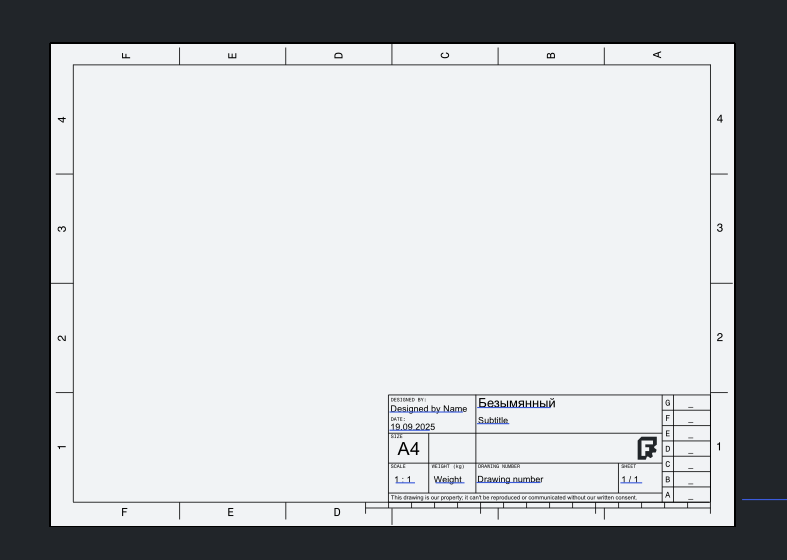 F E D C B A
4 4
3 3
2 2
1 1
DESIGNED BY:
Designed by Name
DATE:
19.09.2025
Безымянный
Subtitle
SIZE
A4
SCALE
1 : 1
WEIGHT (kg)
Weight
DRAWING NUMBER
Drawing number
SHEET
1 / 1
This drawing is our property; it can't be reproduced or communicated without our written consent.
G _
F _
E _
D _
C _
B _
A _
F E D